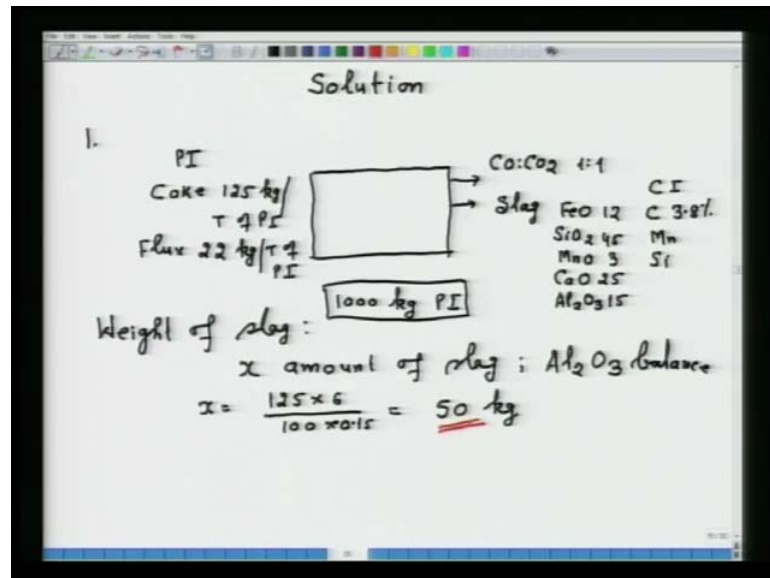 Solution
1.
PI
Coke 125 kg/
T of PI
Flux 22 kg/T of
PI
CO:CO2 1:1
Slag FeO 12
SiO2 45
MnO 3
CaO 25
Al2O3 15
CI
C 3.8%
Mn
Si
1000 kg PI
Weight of slag:
x amount of slag ; Al2O3 balance
x = 125 x 6 / 100 x 0.15 = 50 kg